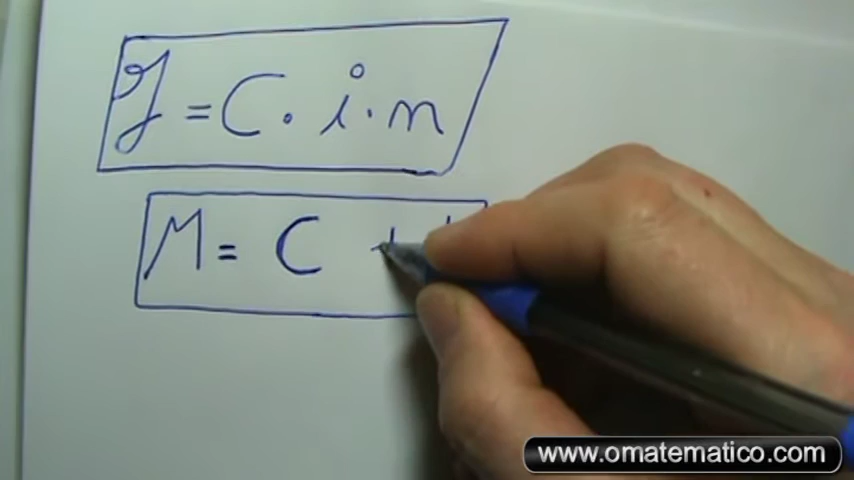 J = C . i . n
M = C +
www.omatematico.com